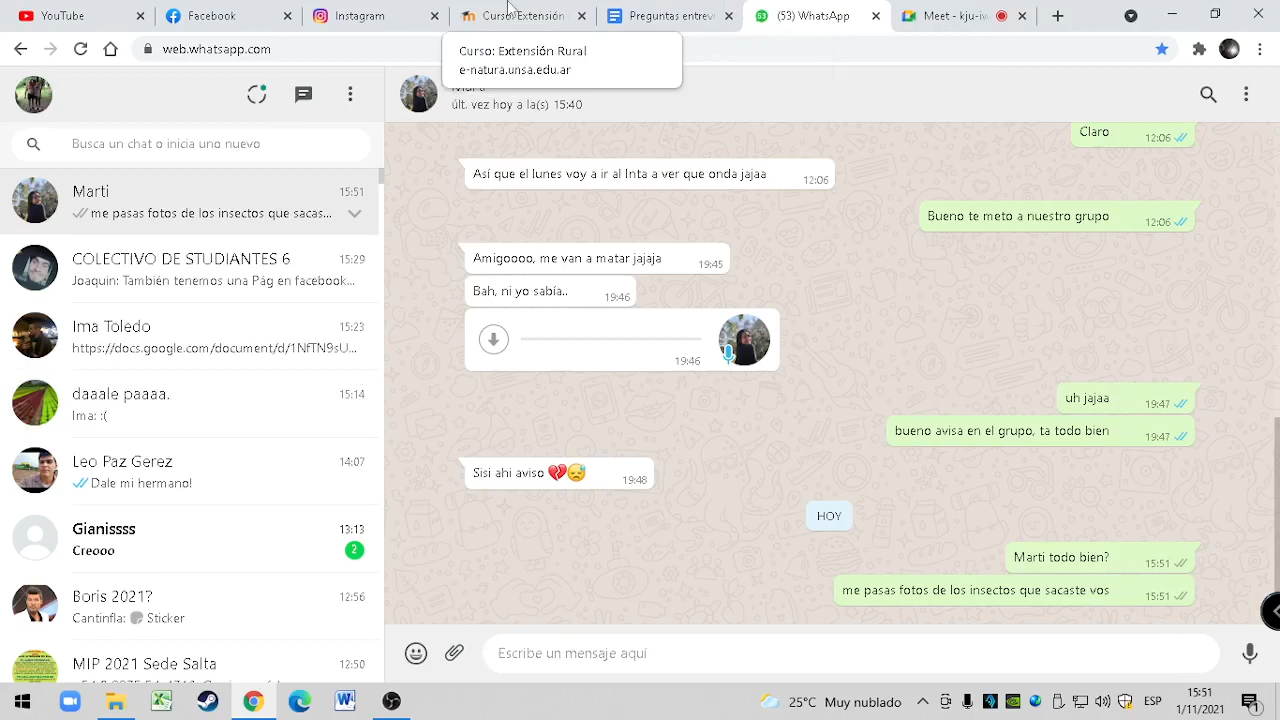 YouTube
Facebook
Instagram
Curso: Extensión
Preguntas entrevi
53
(53) WhatsApp
Meet - kju-iv
web.whatsapp.com
Curso: Extensión Rural
e-natura.unsa.edu.ar
últ. vez hoy a la(s) 15:40
Busca un chat o inicia uno nuevo
Marti
15:51
me pasas fotos de los insectos que sacas...
COLECTIVO DE STUDIANTES 6
15:29
Joaquin: También tenemos una Pág en facebook...
Ima Toledo
15:23
https://docs.google.com/document/d/1NfTN9sU...
daaale paaaa.
15:14
Ima: :(
Leo Paz Gerez
14:07
Dale mi hermano!
Gianissss
13:13
Creooo
2
Boris 2021?
12:56
Cantinfla: Sticker
MIP 2021 Sede
12:50
Claro
12:06
Así que el lunes voy a ir al Inta a ver que onda jajaa
12:06
Bueno te meto a nuestro grupo
12:06
Amigoooo, me van a matar jajaja
19:45
Bah, ni yo sabía..
19:46
19:46
uh jajaa
19:47
bueno avisa en el grupo, ta todo bien
19:47
Sisi ahi aviso 💔😓
19:48
HOY
Marti todo bien?
15:51
me pasas fotos de los insectos que sacaste vos
15:51
Escribe un mensaje aquí
25°C Muy nublado
ESP
15:51
1/11/2021
1